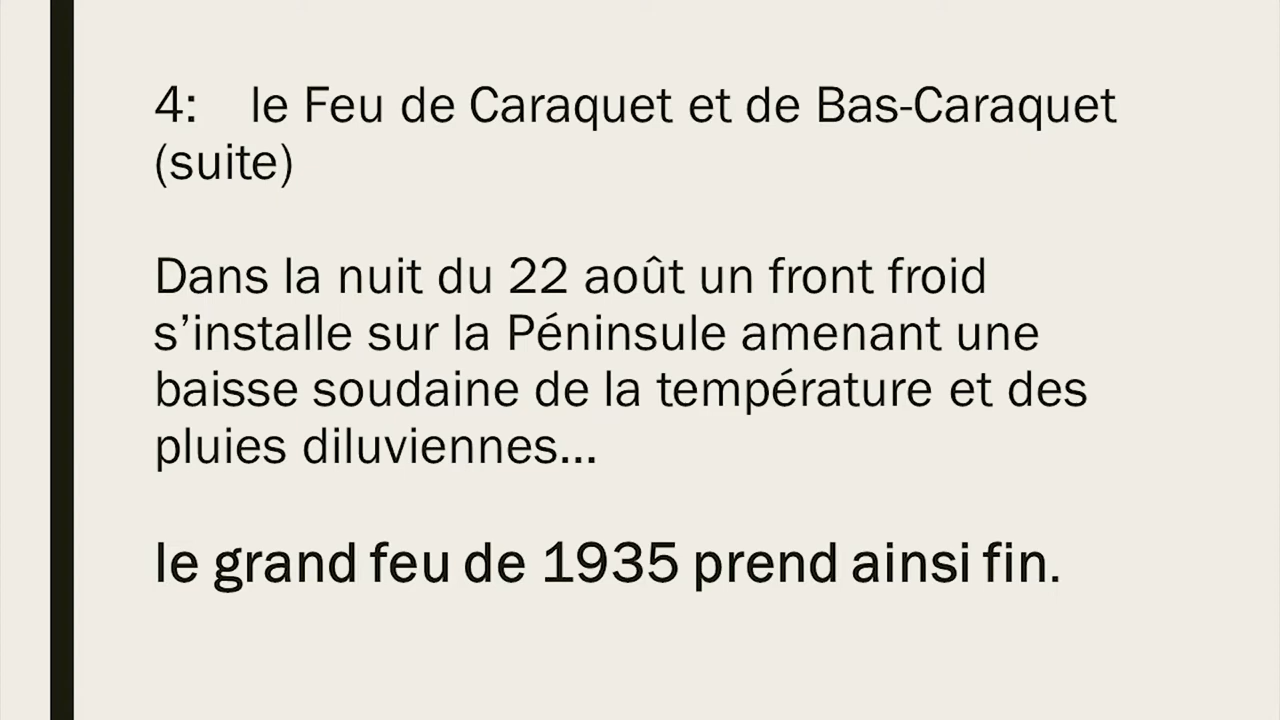 4: le Feu de Caraquet et de Bas-Caraquet
(suite)
Dans la nuit du 22 août un front froid
s’installe sur la Péninsule amenant une
baisse soudaine de la température et des
pluies diluviennes...
le grand feu de 1935 prend ainsi fin.